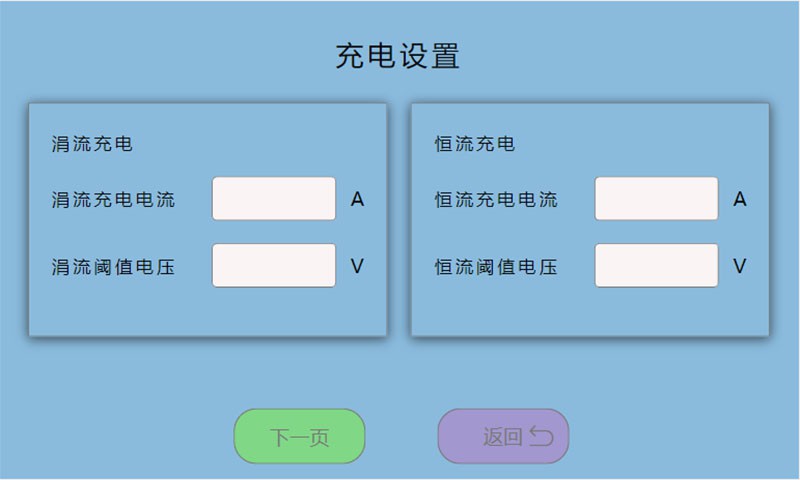 充电设置
涓流充电
涓流充电电流 A
涓流阈值电压 V
恒流充电
恒流充电电流 A
恒流阈值电压 V
下一页
返回